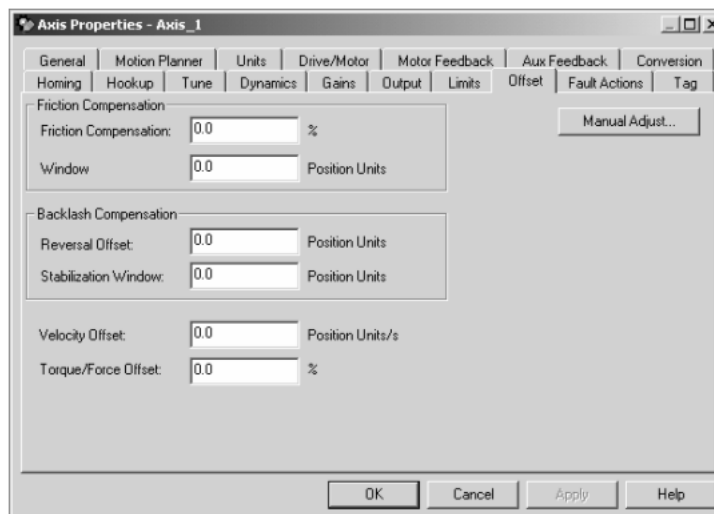 Axis Properties - Axis_1
General Motion Planner Units Drive/Motor Motor Feedback Aux Feedback Conversion
Homing Hookup Tune Dynamics Gains Output Limits Offset Fault Actions Tag
Friction Compensation
Friction Compensation: 0.0 %
Window 0.0 Position Units
Manual Adjust...
Backlash Compensation
Reversal Offset: 0.0 Position Units
Stabilization Window: 0.0 Position Units
Velocity Offset: 0.0 Position Units/s
Torque/Force Offset: 0.0 %
OK Cancel Apply Help